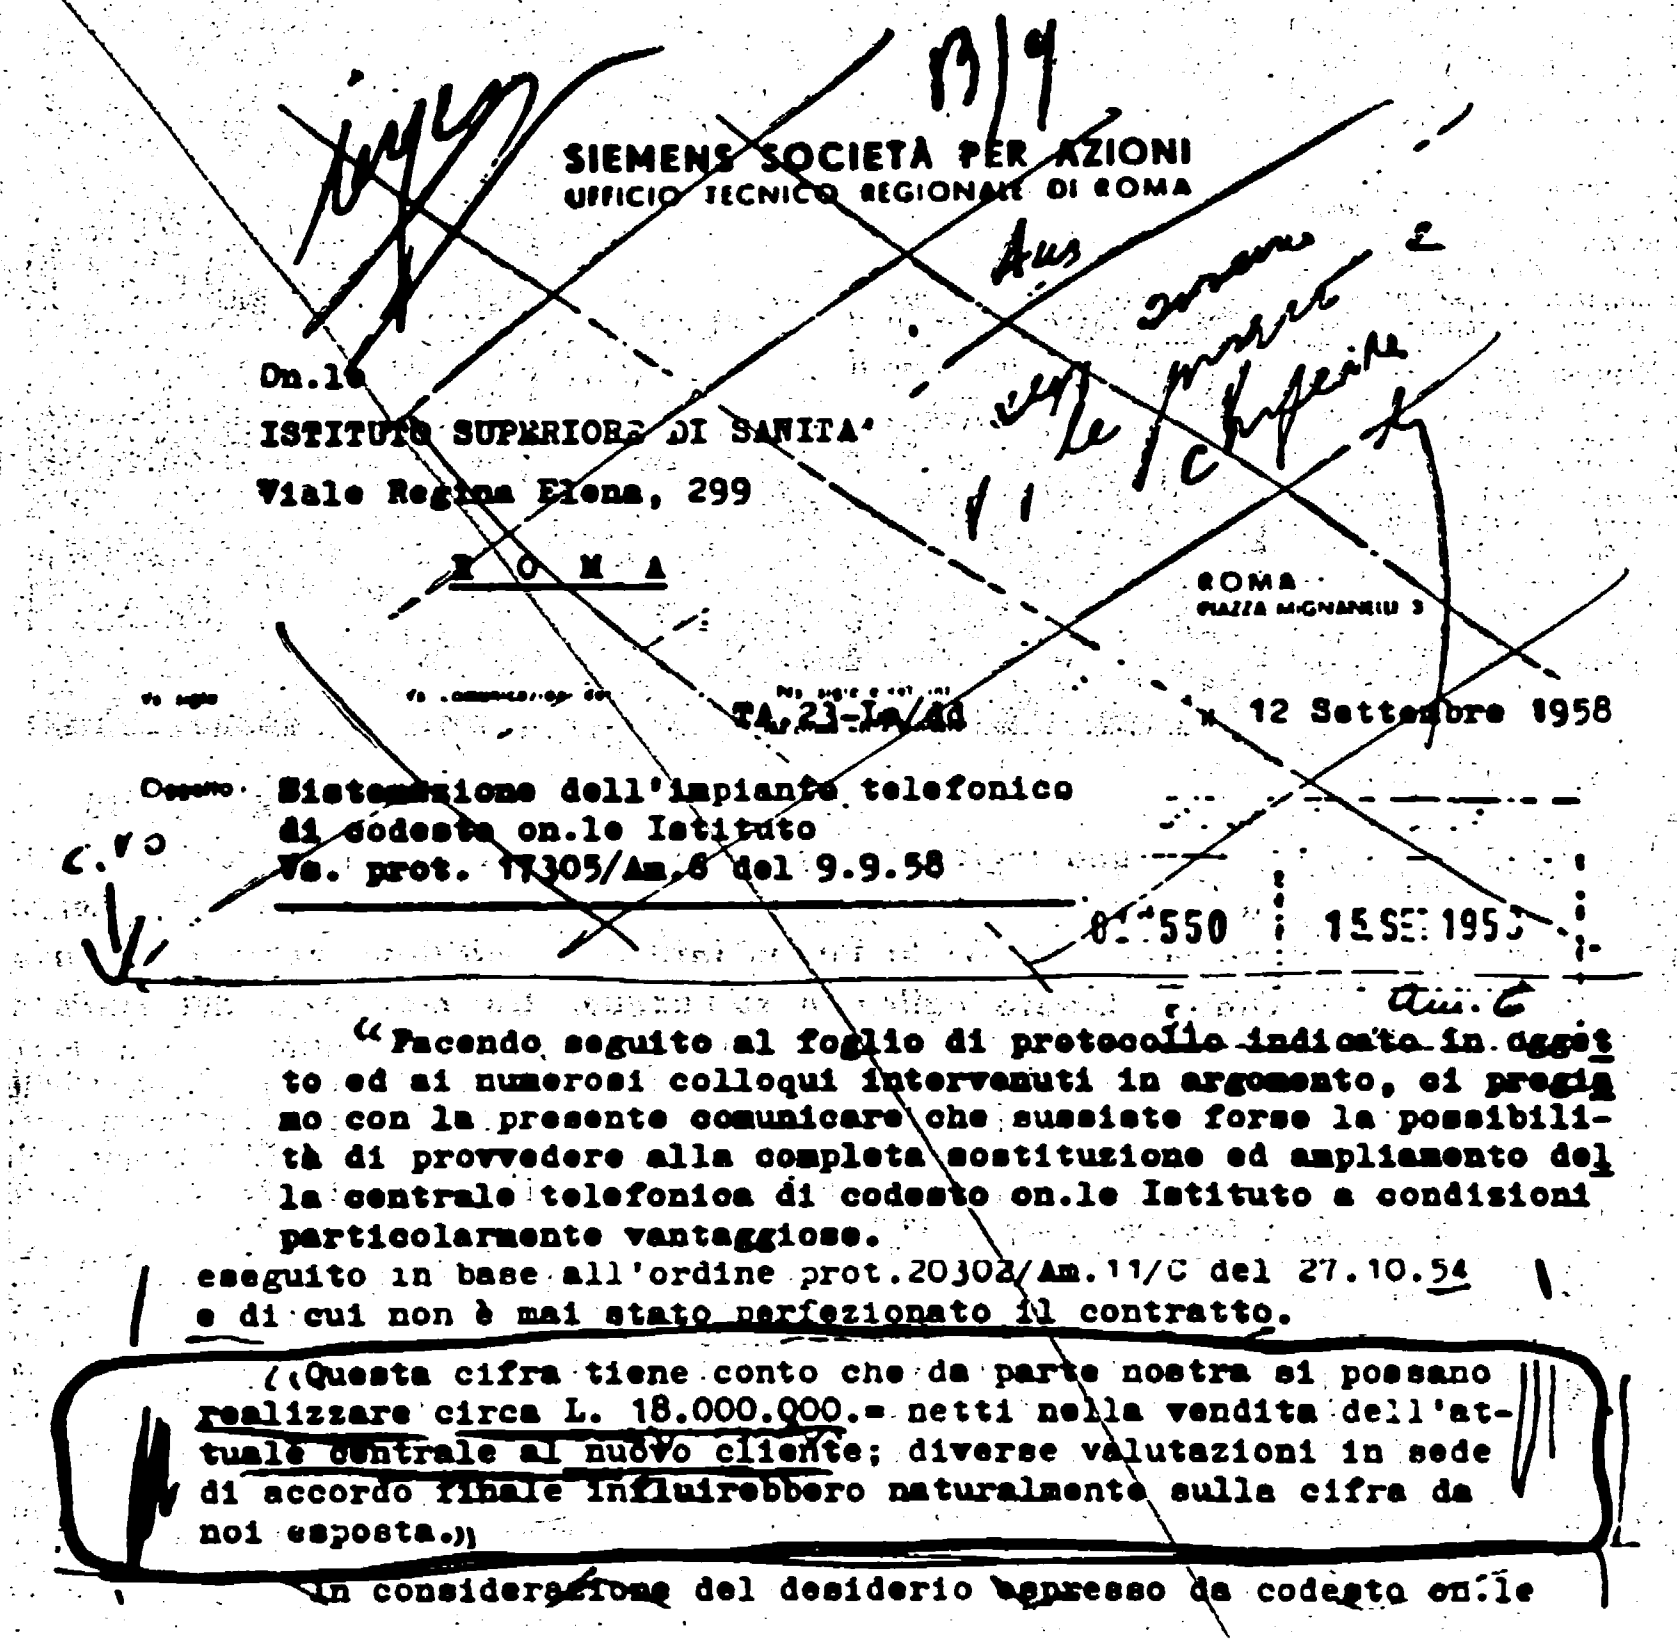 B/9
SIEMENS SOCIETÀ PER AZIONI
UFFICIO TECNICO REGIONALE DI ROMA
On.le
ISTITUTO SUPERIORE DI SANITA'
Viale Regina Elena, 299
R O M A
ROMA
PIAZZA MIGNANELLI 3
12 Settembre 1958
Oggetto. Sistemazione dell'impianto telefonico
di codesto on.le Istituto
Vs. prot. 17305/Am.6 del 9.9.58
550
Am. 6
“Facendo seguito al foglio di protocollo indicato in ogget
to ed ai numerosi colloqui intervenuti in argomento, ci pregia
mo con la presente comunicare che sussiste forse la possibili-
tà di provvedere alla completa sostituzione ed ampliamento del
la centrale telefonica di codesto on.le Istituto a condizioni
particolarmente vantaggiose.
eseguito in base all'ordine prot.20302/Am.11/C del 27.10.54
e di cui non è mai stato perfezionato il contratto.
“Questa cifra tiene conto che da parte nostra si possano
realizzare circa L. 18.000.000.= netti nella vendita dell'at-
tuale centrale al nuovo cliente; diverse valutazioni in sede
di accordo finale influirebbero naturalmente sulla cifra da
noi esposta.”
In considerazione del desiderio espresso da codesto on.le